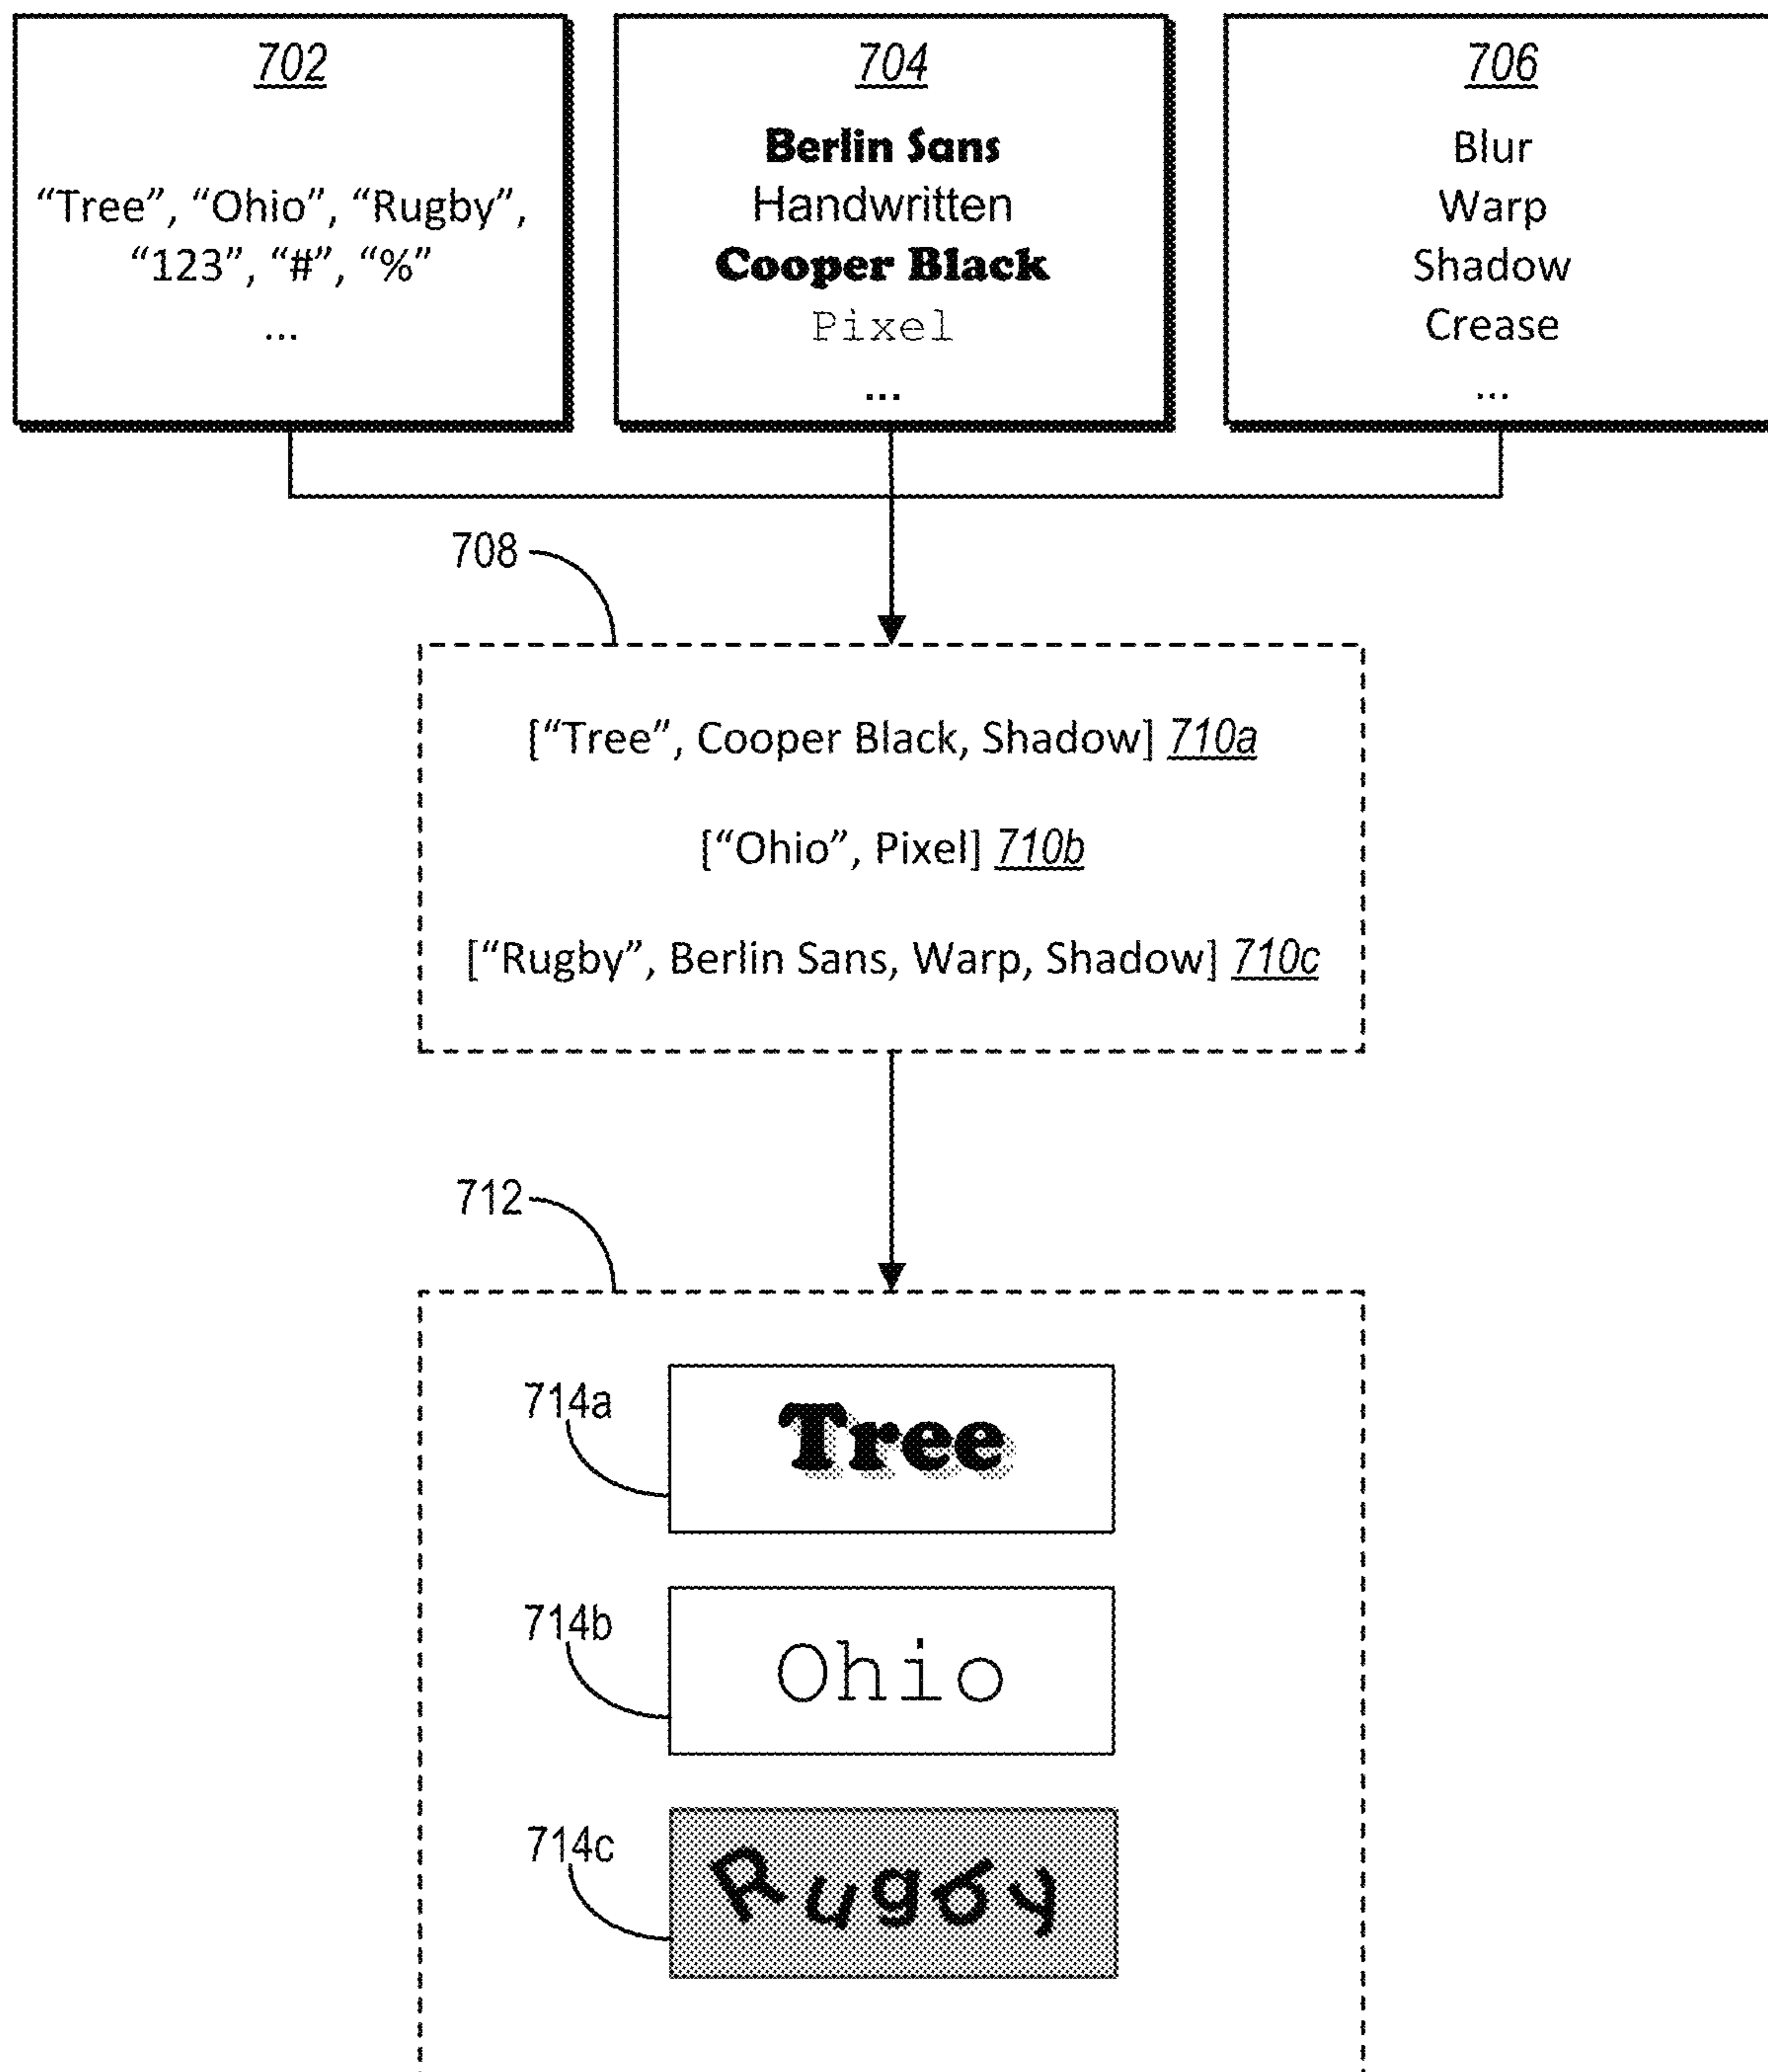 702
“Tree”, “Ohio”, “Rugby”,
“123”, “#”, “%”
...
704
Berlin Sans
Handwritten
Cooper Black
Pixel
...
706
Blur
Warp
Shadow
Crease
...
708
[“Tree”, Cooper Black, Shadow] 710a
[“Ohio”, Pixel] 710b
[“Rugby”, Berlin Sans, Warp, Shadow] 710c
712
714a
Tree
714b
Ohio
714c
Rugby